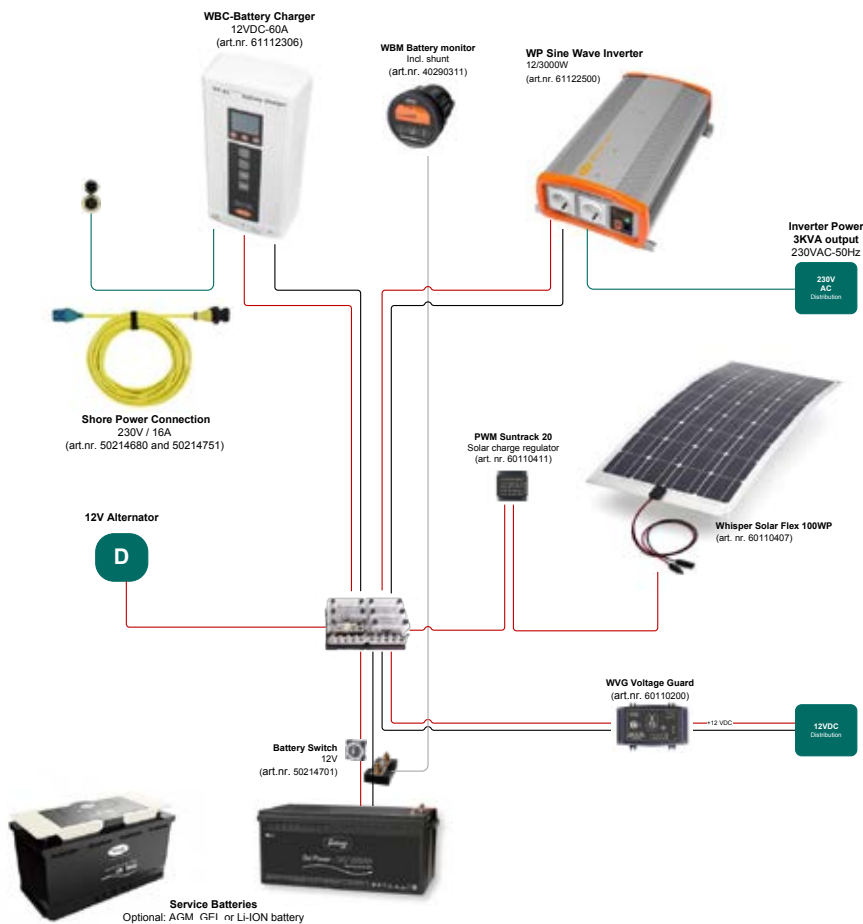 WBC-Battery Charger
12VDC-60A
(art.nr. 61112306)
WBM Battery monitor
Incl. shunt
(art.nr. 40290311)
WP Sine Wave Inverter
12/3000W
(art.nr. 61122500)
Inverter Power
3KVA output
230VAC-50Hz
230V
AC
Distribution
Shore Power Connection
230V / 16A
(art.nr. 50214680 and 50214751)
PWM Suntrack 20
Solar charge regulator
(art. nr. 60110411)
Whisper Solar Flex 100WP
(art. nr. 60110407)
12V Alternator
D
WVG Voltage Guard
(art.nr. 60110200)
+12 VDC
12VDC
Distribution
Battery Switch
12V
(art.nr. 50214701)
Service Batteries
Optional: AGM, GEL or Li-ION battery